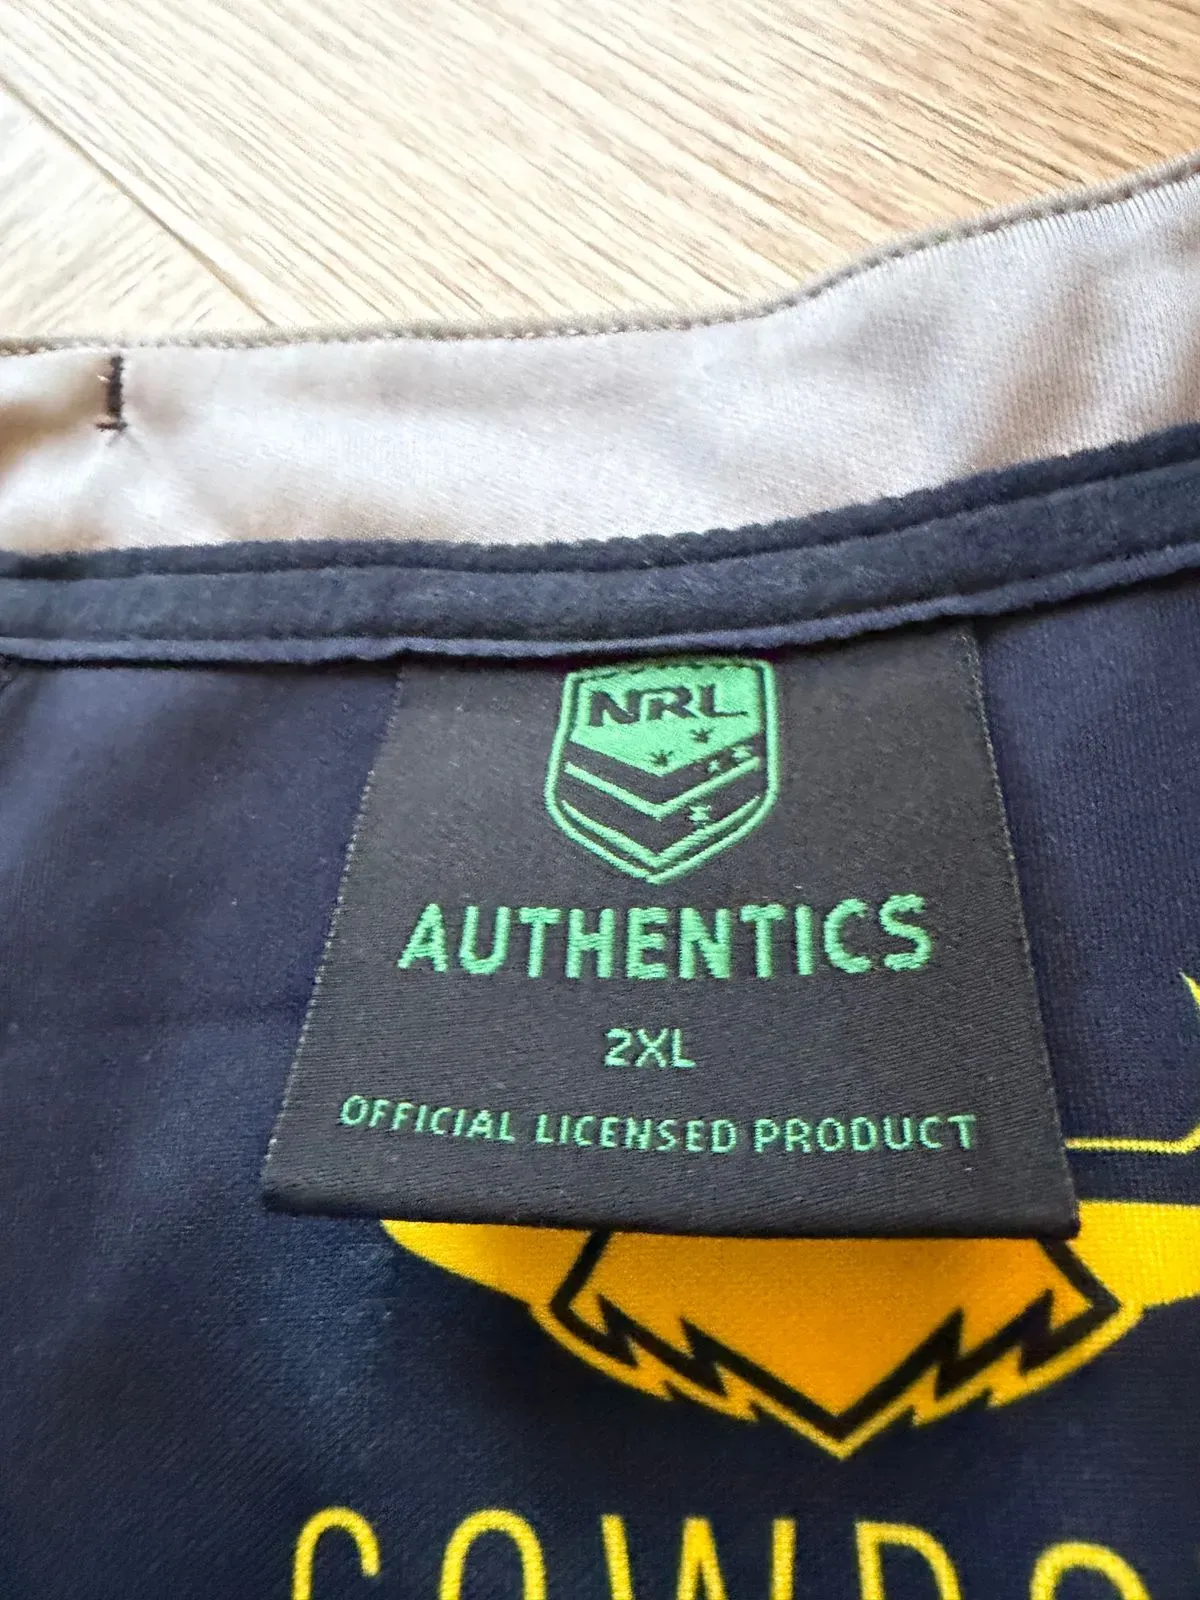 NRL
AUTHENTICS
2XL
OFFICIAL LICENSED PRODUCT